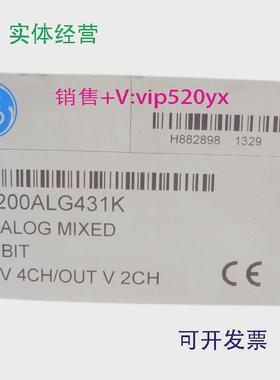 实体经营
销售+V:vip520yx
H882898 1329
200ALG431K
ALOG MIXED
BIT
V 4CH/OUT V 2CH
CE
可开发票